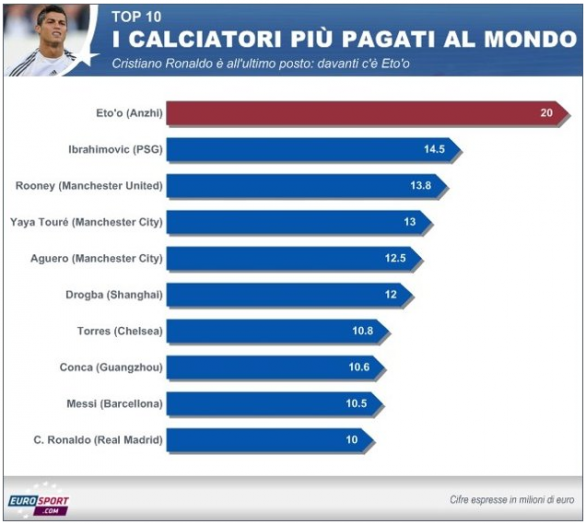 TOP 10
I CALCIATORI PIÙ PAGATI AL MONDO
Cristiano Ronaldo è all'ultimo posto: davanti c'è Eto'o
Eto'o (Anzhi) 20
Ibrahimovic (PSG) 14.5
Rooney (Manchester United) 13.8
Yaya Touré (Manchester City) 13
Aguero (Manchester City) 12.5
Drogba (Shanghai) 12
Torres (Chelsea) 10.8
Conca (Guangzhou) 10.6
Messi (Barcellona) 10.5
C. Ronaldo (Real Madrid) 10
EUROSPORT
.COM
Cifre espresse in milioni di euro